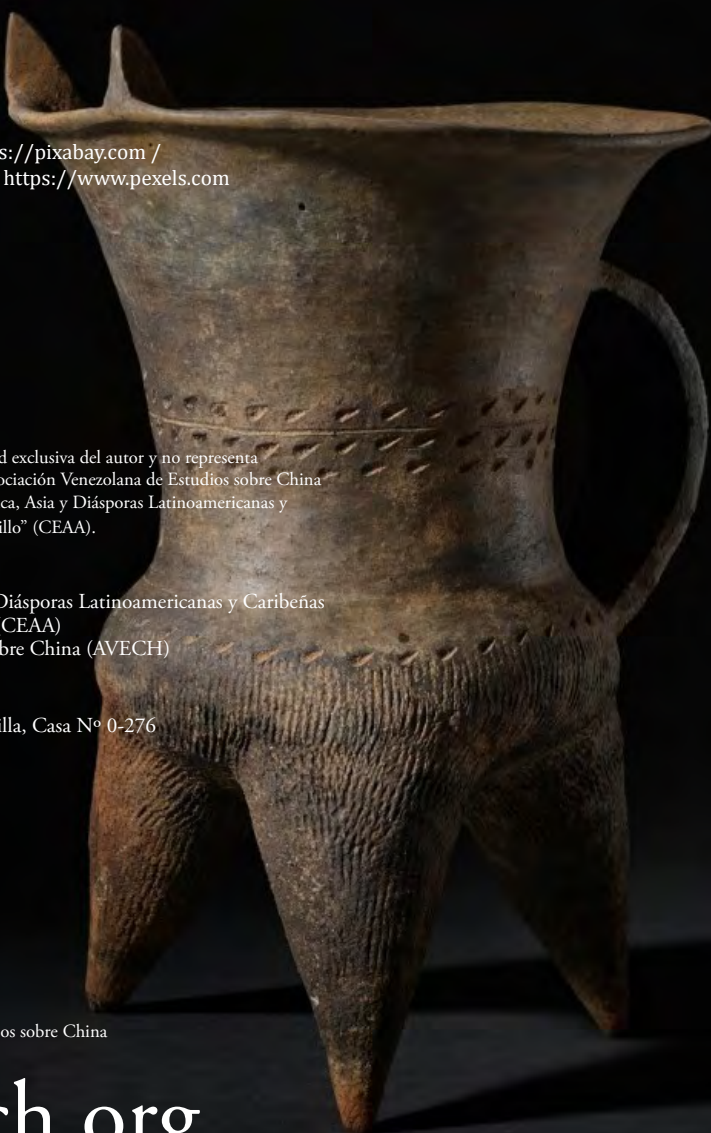 s://pixabay.com /
https://www.pexels.com
d exclusiva del autor y no representa
ociación Venezolana de Estudios sobre China
ca, Asia y Diásporas Latinoamericanas y
illo” (CEAA).
Diásporas Latinoamericanas y Caribeñas
CEAA)
bre China (AVECH)
illa, Casa Nº 0-276
os sobre China
ch.org